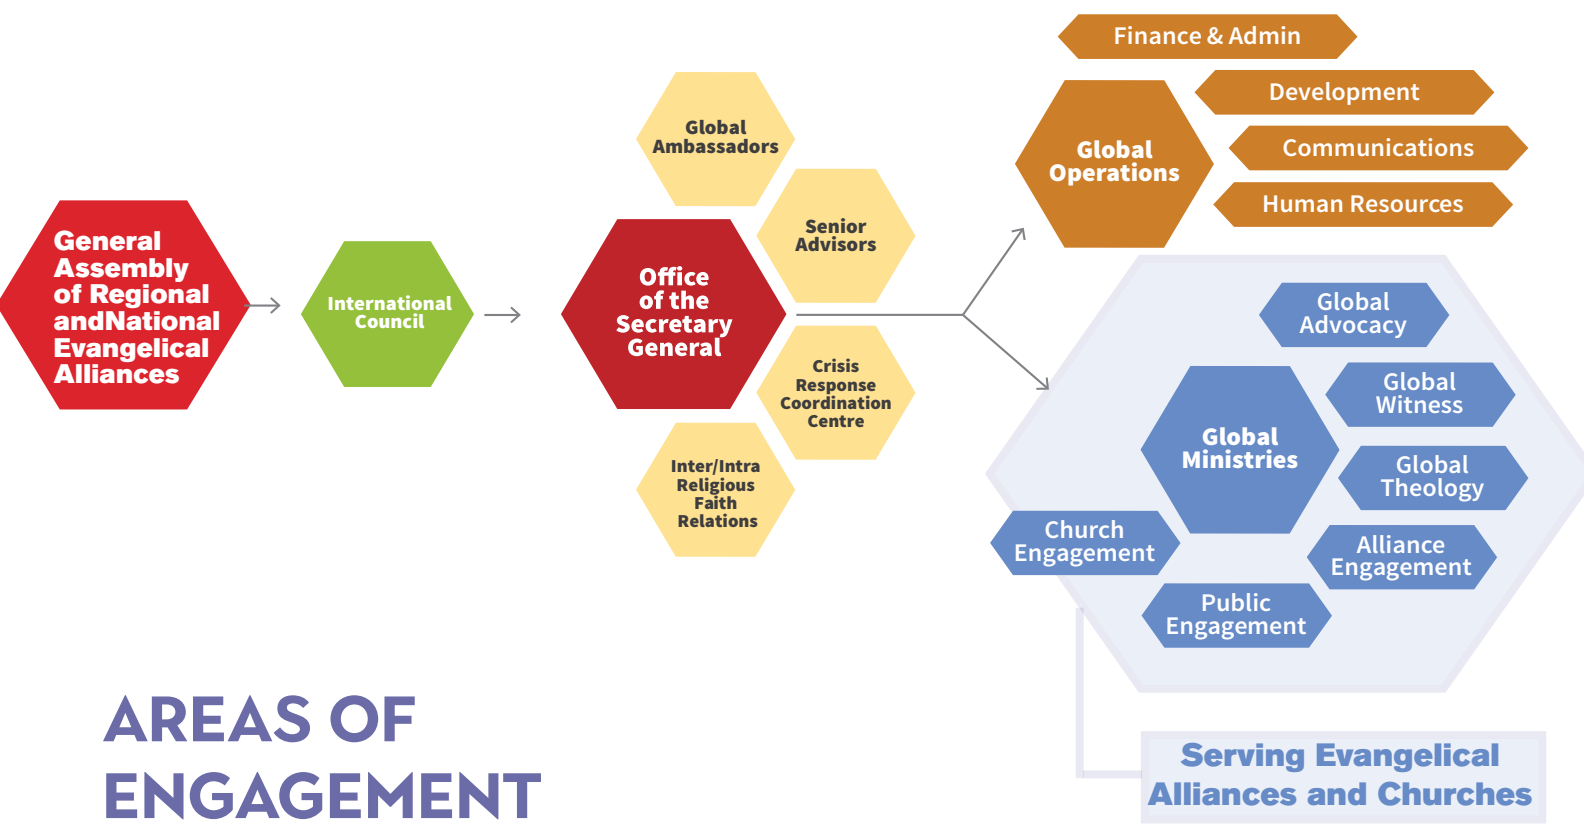 General
Assembly
of Regional
andNational
Evangelical
Alliances
International
Council
Office
of the
Secretary
General
Global
Ambassadors
Senior
Advisors
Crisis
Response
Coordination
Centre
Inter/Intra
Religious
Faith
Relations
Global
Operations
Finance & Admin
Development
Communications
Human Resources
Global
Ministries
Global
Advocacy
Global
Witness
Global
Theology
Alliance
Engagement
Public
Engagement
Church
Engagement
Serving Evangelical
Alliances and Churches
AREAS OF
ENGAGEMENT